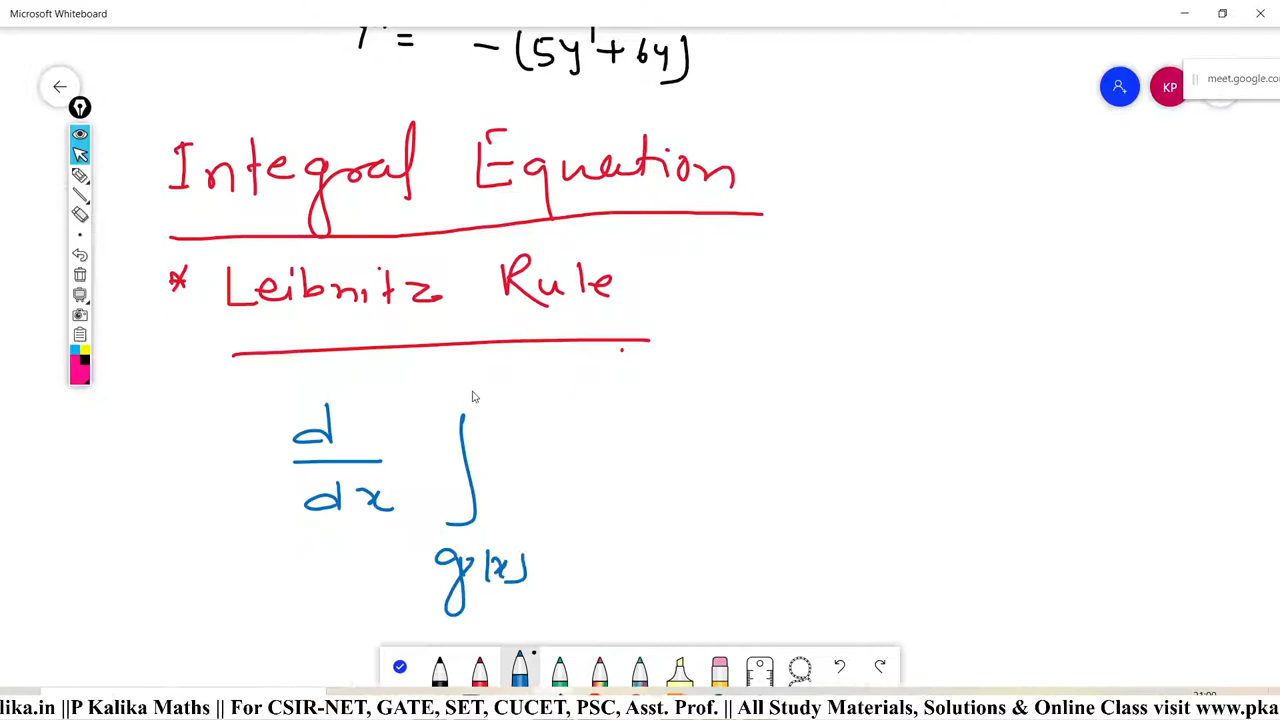 Microsoft Whiteboard
= - (5y' + 6y)
KP
meet.google.co
Integral Equation
* Leibnitz Rule
d
dx
∫
g(x)
lika.in ||P Kalika Maths || For CSIR-NET, GATE, SET, CUCET, PSC, Asst. Prof. || All Study Materials, Solutions & Online Class visit www.pka